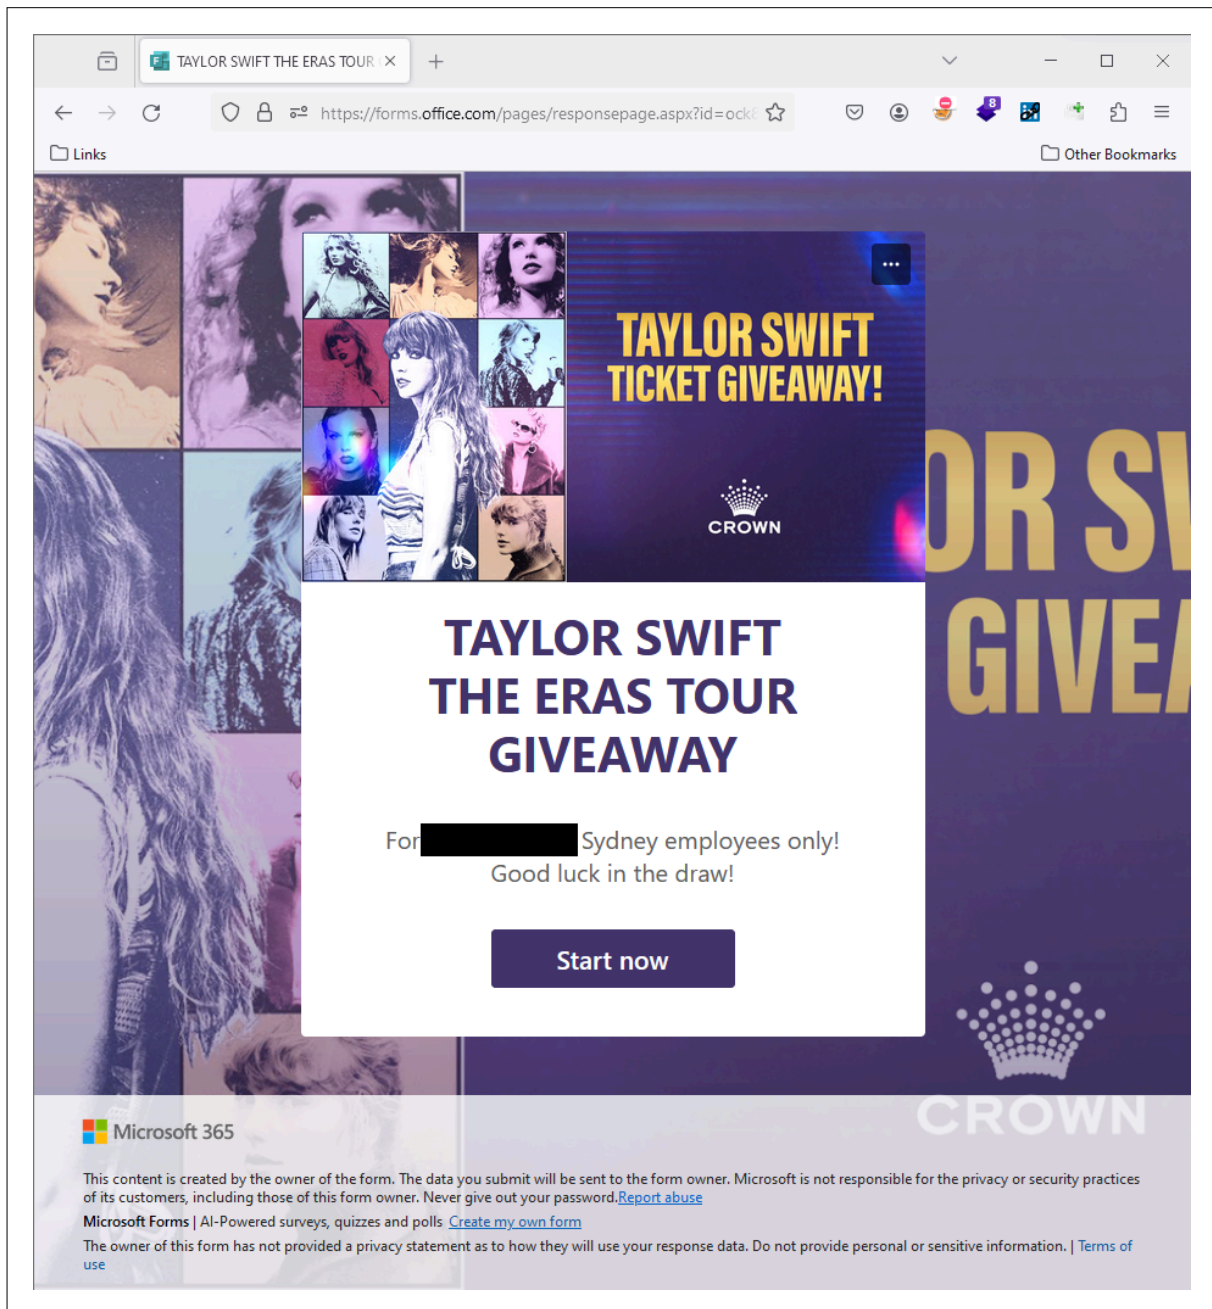 TAYLOR SWIFT THE ERAS TOUR
https://forms.office.com/pages/responsepage.aspx?id=ock
8
Links
Other Bookmarks
TAYLOR SWIFT
TICKET GIVEAWAY!
CROWN
OR SW
GIVEA
TAYLOR SWIFT
THE ERAS TOUR
GIVEAWAY
For Sydney employees only!
Good luck in the draw!
Start now
CROWN
Microsoft 365
This content is created by the owner of the form. The data you submit will be sent to the form owner. Microsoft is not responsible for the privacy or security practices
of its customers, including those of this form owner. Never give out your password. Report abuse
Microsoft Forms | AI-Powered surveys, quizzes and polls Create my own form
The owner of this form has not provided a privacy statement as to how they will use your response data. Do not provide personal or sensitive information. | Terms of
use